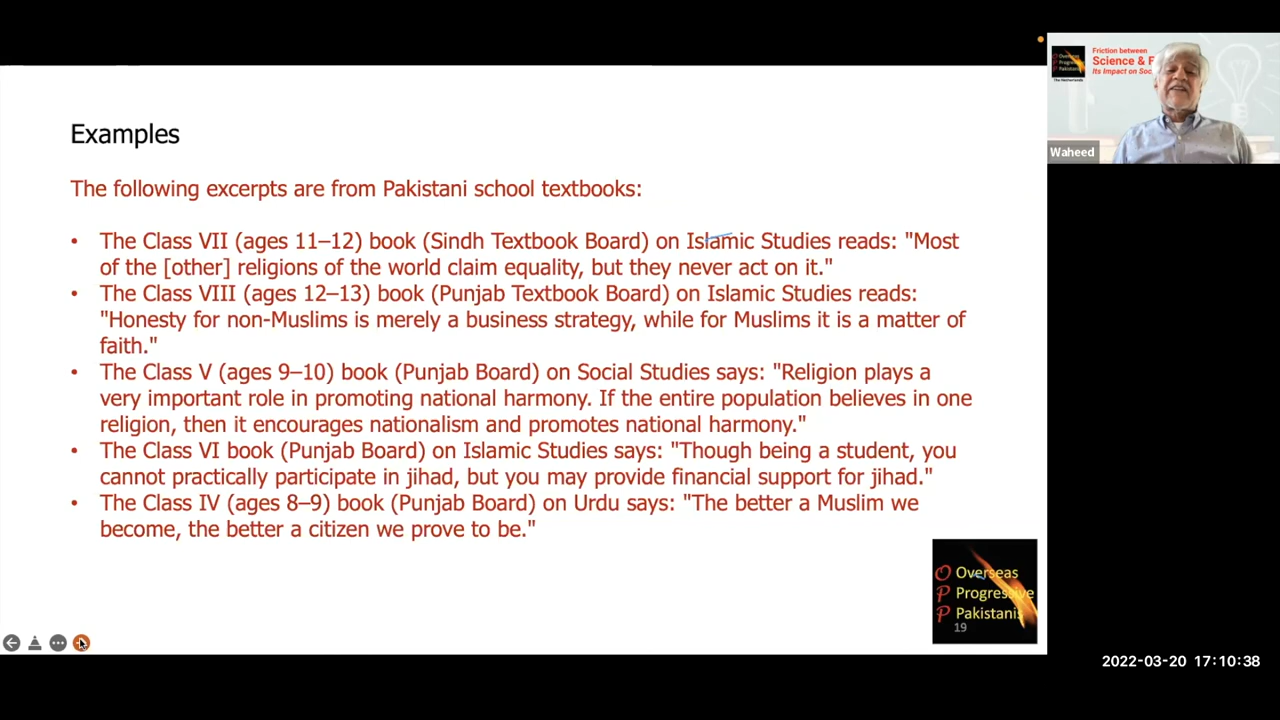 Examples
The following excerpts are from Pakistani school textbooks:
• The Class VII (ages 11–12) book (Sindh Textbook Board) on Islamic Studies reads: "Most
of the [other] religions of the world claim equality, but they never act on it."
• The Class VIII (ages 12–13) book (Punjab Textbook Board) on Islamic Studies reads:
"Honesty for non-Muslims is merely a business strategy, while for Muslims it is a matter of
faith."
• The Class V (ages 9–10) book (Punjab Board) on Social Studies says: "Religion plays a
very important role in promoting national harmony. If the entire population believes in one
religion, then it encourages nationalism and promotes national harmony."
• The Class VI book (Punjab Board) on Islamic Studies says: "Though being a student, you
cannot practically participate in jihad, but you may provide financial support for jihad."
• The Class IV (ages 8–9) book (Punjab Board) on Urdu says: "The better a Muslim we
become, the better a citizen we prove to be."
O Overseas
P Progressive
P Pakistanis
19
Friction between
Science & F
Its Impact on Soc
Overseas
Progressive
Pakistanis
The Netherlands
Waheed
2022-03-20 17:10:38